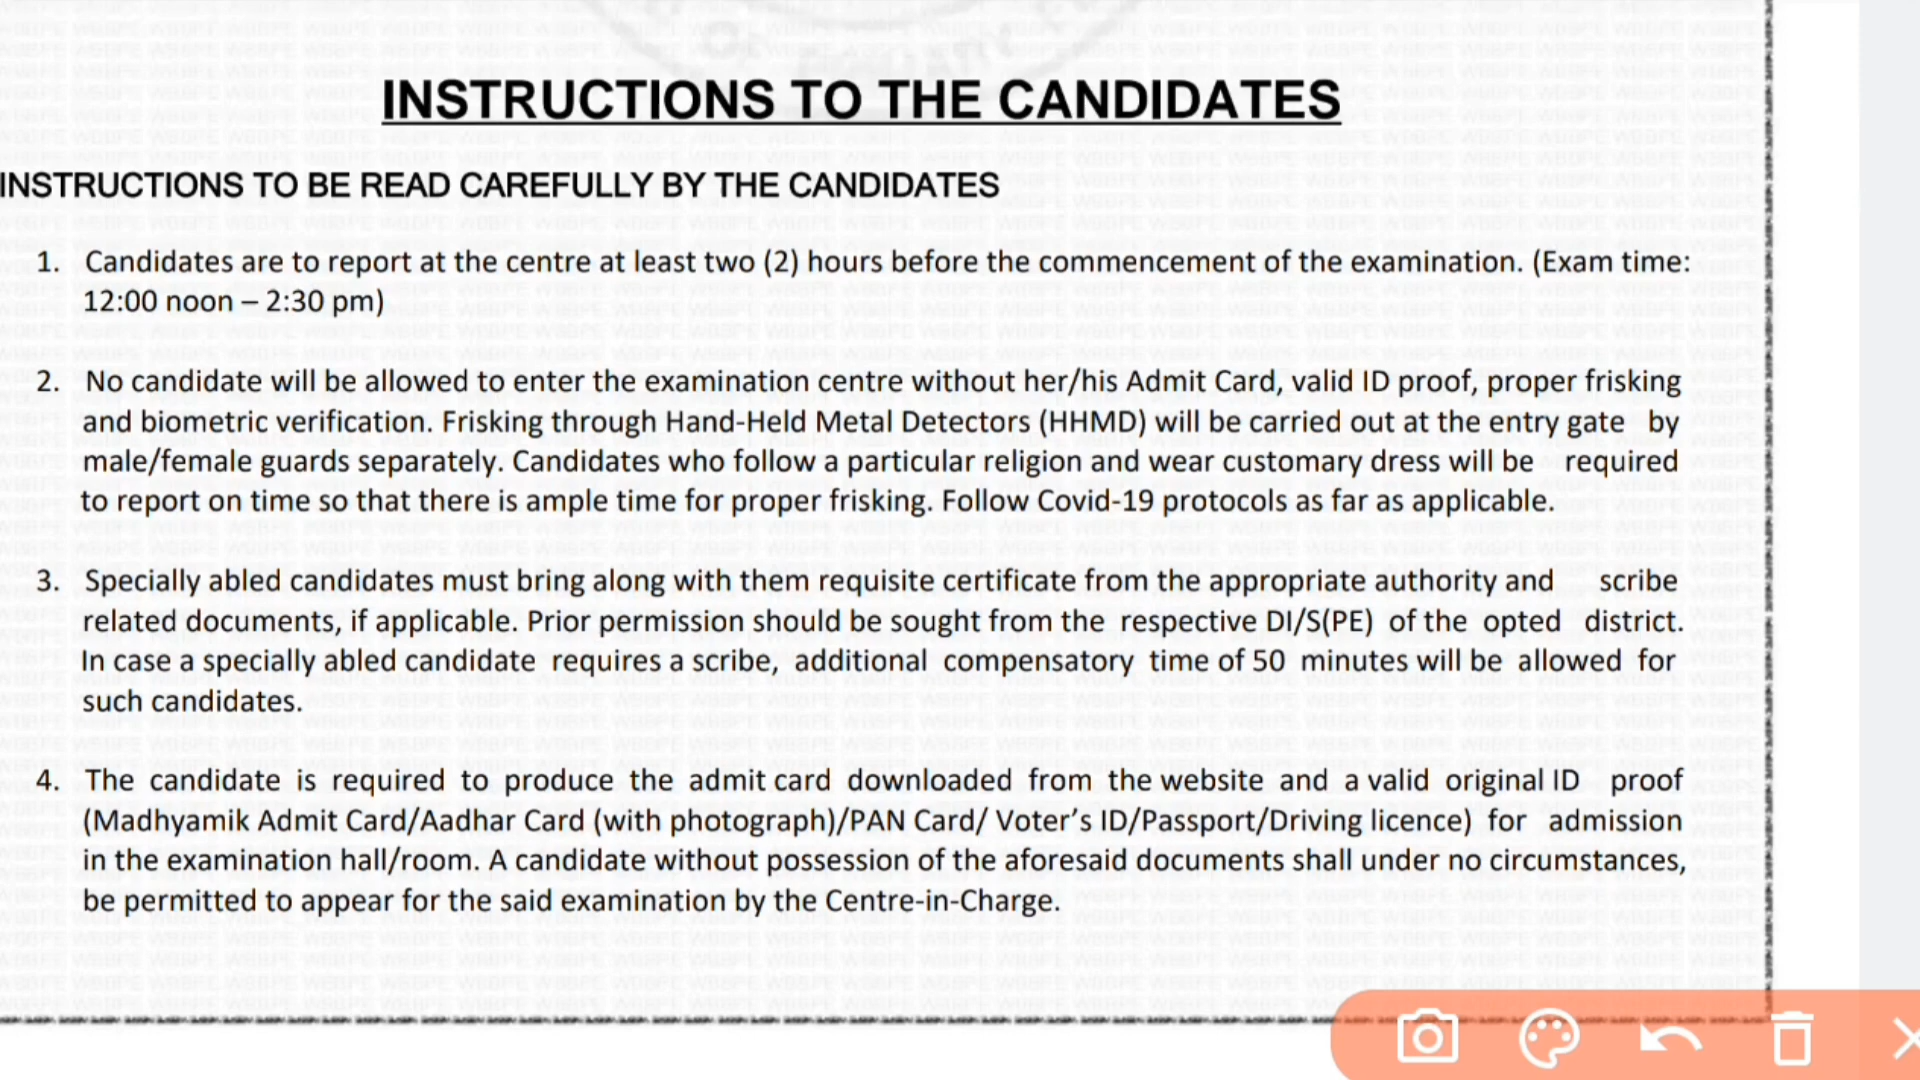 INSTRUCTIONS TO THE CANDIDATES
INSTRUCTIONS TO BE READ CAREFULLY BY THE CANDIDATES
1. Candidates are to report at the centre at least two (2) hours before the commencement of the examination. (Exam time:
12:00 noon – 2:30 pm)
2. No candidate will be allowed to enter the examination centre without her/his Admit Card, valid ID proof, proper frisking
and biometric verification. Frisking through Hand-Held Metal Detectors (HHMD) will be carried out at the entry gate by
male/female guards separately. Candidates who follow a particular religion and wear customary dress will be required
to report on time so that there is ample time for proper frisking. Follow Covid-19 protocols as far as applicable.
3. Specially abled candidates must bring along with them requisite certificate from the appropriate authority and scribe
related documents, if applicable. Prior permission should be sought from the respective DI/S(PE) of the opted district.
In case a specially abled candidate requires a scribe, additional compensatory time of 50 minutes will be allowed for
such candidates.
4. The candidate is required to produce the admit card downloaded from the website and a valid original ID proof
(Madhyamik Admit Card/Aadhar Card (with photograph)/PAN Card/ Voter's ID/Passport/Driving licence) for admission
in the examination hall/room. A candidate without possession of the aforesaid documents shall under no circumstances,
be permitted to appear for the said examination by the Centre-in-Charge.